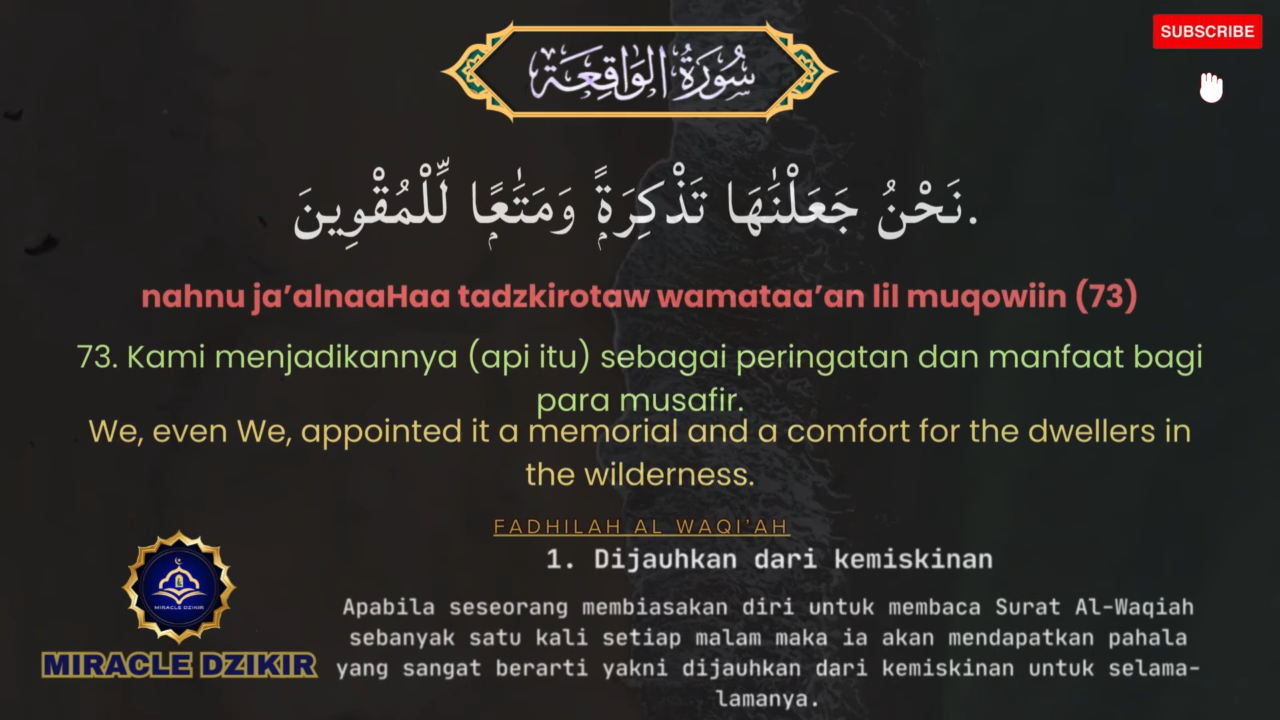 SUBSCRIBE
سُورَةُ الوَاقِعَة
نَحْنُ جَعَلْنَٰهَا تَذْكِرَةًۭ وَمَتَٰعًۭا لِّلْمُقْوِينَ.
nahnu ja’alnaaHaa tadzkirotaw wamataa’an lil muqowiin (73)
73. Kami menjadikannya (api itu) sebagai peringatan dan manfaat bagi
para musafir.
We, even We, appointed it a memorial and a comfort for the dwellers in
the wilderness.
FADHILAH AL WAQI’AH
1. Dijauhkan dari kemiskinan
Apabila seseorang membiasakan diri untuk membaca Surat Al-Waqiah
sebanyak satu kali setiap malam maka ia akan mendapatkan pahala
yang sangat berarti yakni dijauhkan dari kemiskinan untuk selama-
lamanya.
MIRACLE DZIKIR
MIRACLE DZIKIR